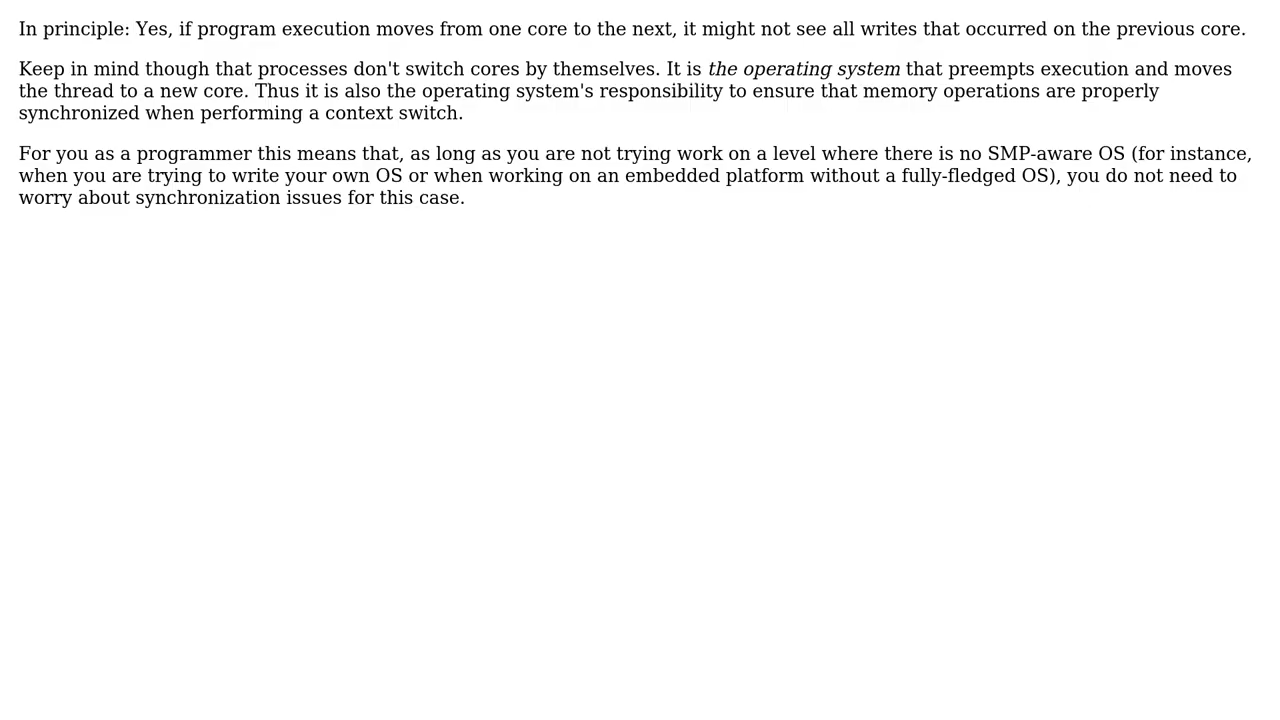 In principle: Yes, if program execution moves from one core to the next, it might not see all writes that occurred on the previous core.
Keep in mind though that processes don't switch cores by themselves. It is the operating system that preempts execution and moves
the thread to a new core. Thus it is also the operating system's responsibility to ensure that memory operations are properly
synchronized when performing a context switch.
For you as a programmer this means that, as long as you are not trying work on a level where there is no SMP-aware OS (for instance,
when you are trying to write your own OS or when working on an embedded platform without a fully-fledged OS), you do not need to
worry about synchronization issues for this case.